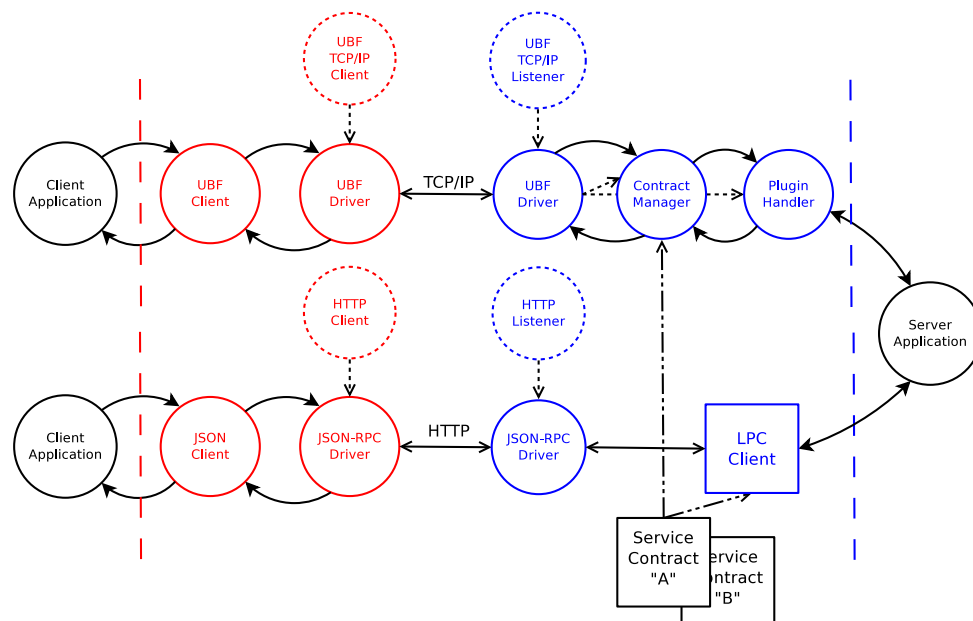 UBF
TCP/IP
Client
UBF
TCP/IP
Listener
Client
Application
UBF
Client
UBF
Driver
TCP/IP
UBF
Driver
Contract
Manager
Plugin
Handler
HTTP
Client
HTTP
Listener
Server
Application
Client
Application
JSON
Client
JSON-RPC
Driver
HTTP
JSON-RPC
Driver
LPC
Client
Service
Contract
"A"
ervice
ntract
"B"